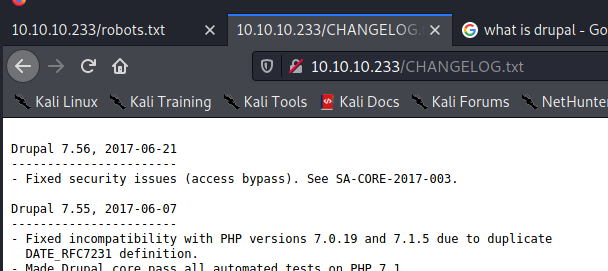 10.10.10.233/robots.txt
10.10.10.233/CHANGELOG.
what is drupal - Go
10.10.10.233/CHANGELOG.txt
Kali Linux Kali Training Kali Tools Kali Docs Kali Forums NetHunter
Drupal 7.56, 2017-06-21
-----------------------
- Fixed security issues (access bypass). See SA-CORE-2017-003.
Drupal 7.55, 2017-06-07
-----------------------
- Fixed incompatibility with PHP versions 7.0.19 and 7.1.5 due to duplicate
DATE_RFC7231 definition.
- Made Drupal core pass all automated tests on PHP 7.1